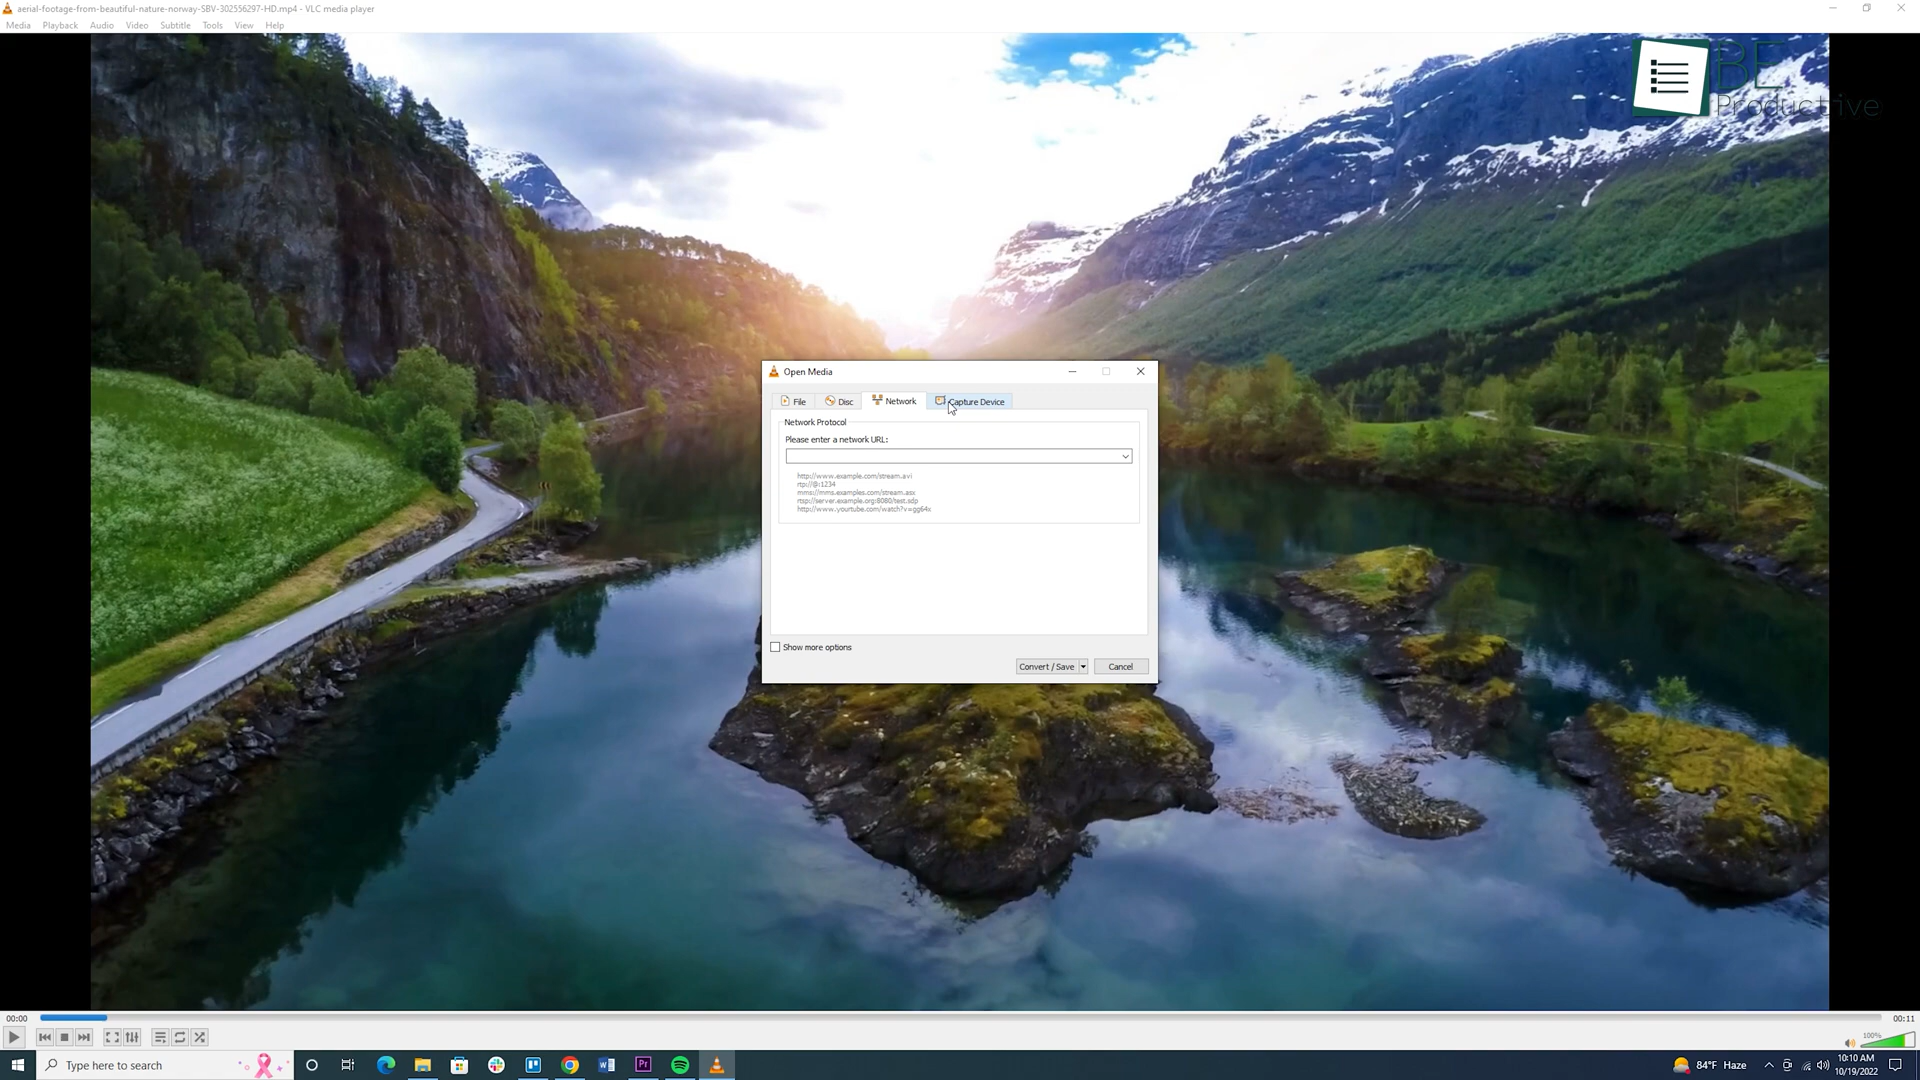 aerial-footage-from-beautiful-nature-norway-SBV-302556297-HD.mp4 - VLC media player
Media Playback Audio Video Subtitle Tools View Help
BE
Productive
Open Media
File Disc Network Capture Device
Network Protocol
Please enter a network URL:
http://www.example.com/stream.avi
rtp://@:1234
mms://mms.examples.com/stream.asx
rtsp://server.example.org:8080/test.sdp
http://www.yourtube.com/watch?v=gg64x
Show more options
Convert / Save Cancel
00:00 00:11
100%
Type here to search
84°F Haze
10:10 AM
10/19/2022